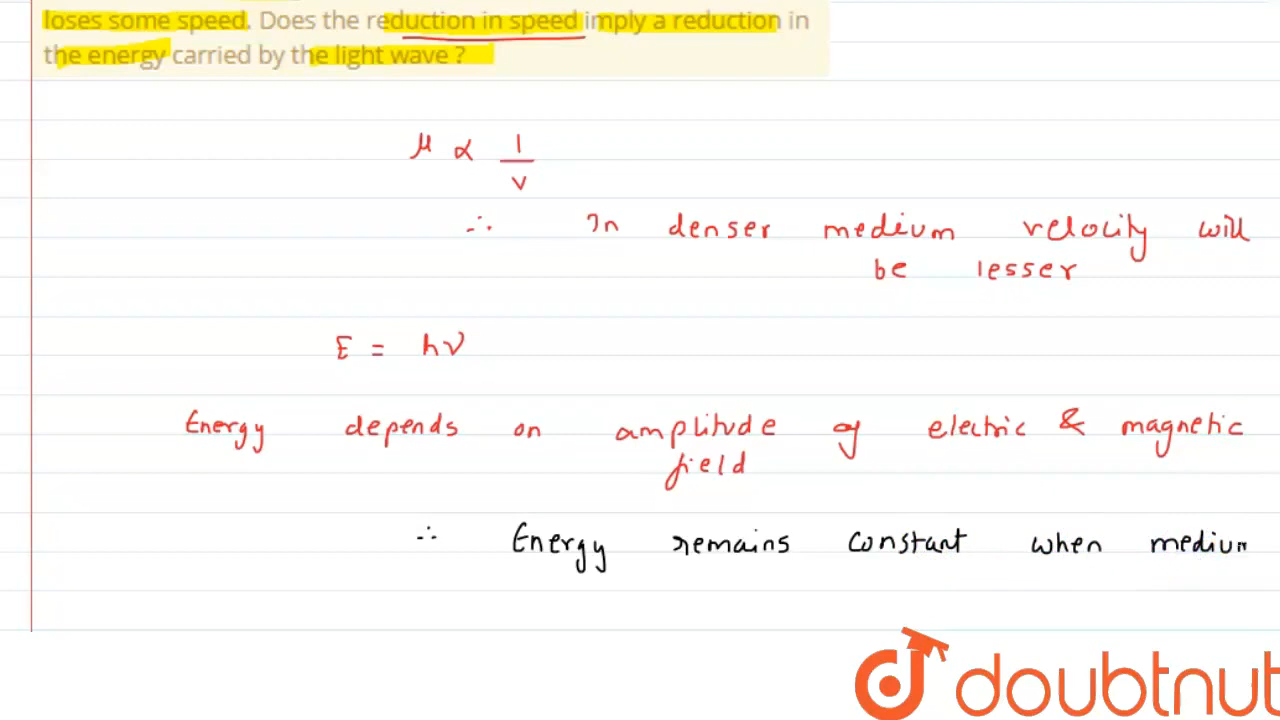 loses some speed. Does the reduction in speed imply a reduction in
the energy carried by the light wave ?
μ ∝ 1/v
∴ In denser medium velocity will
be lesser
E = hν
Energy depends on amplitude of electric & magnetic
field
∴ Energy remains constant when medium
doubtnut